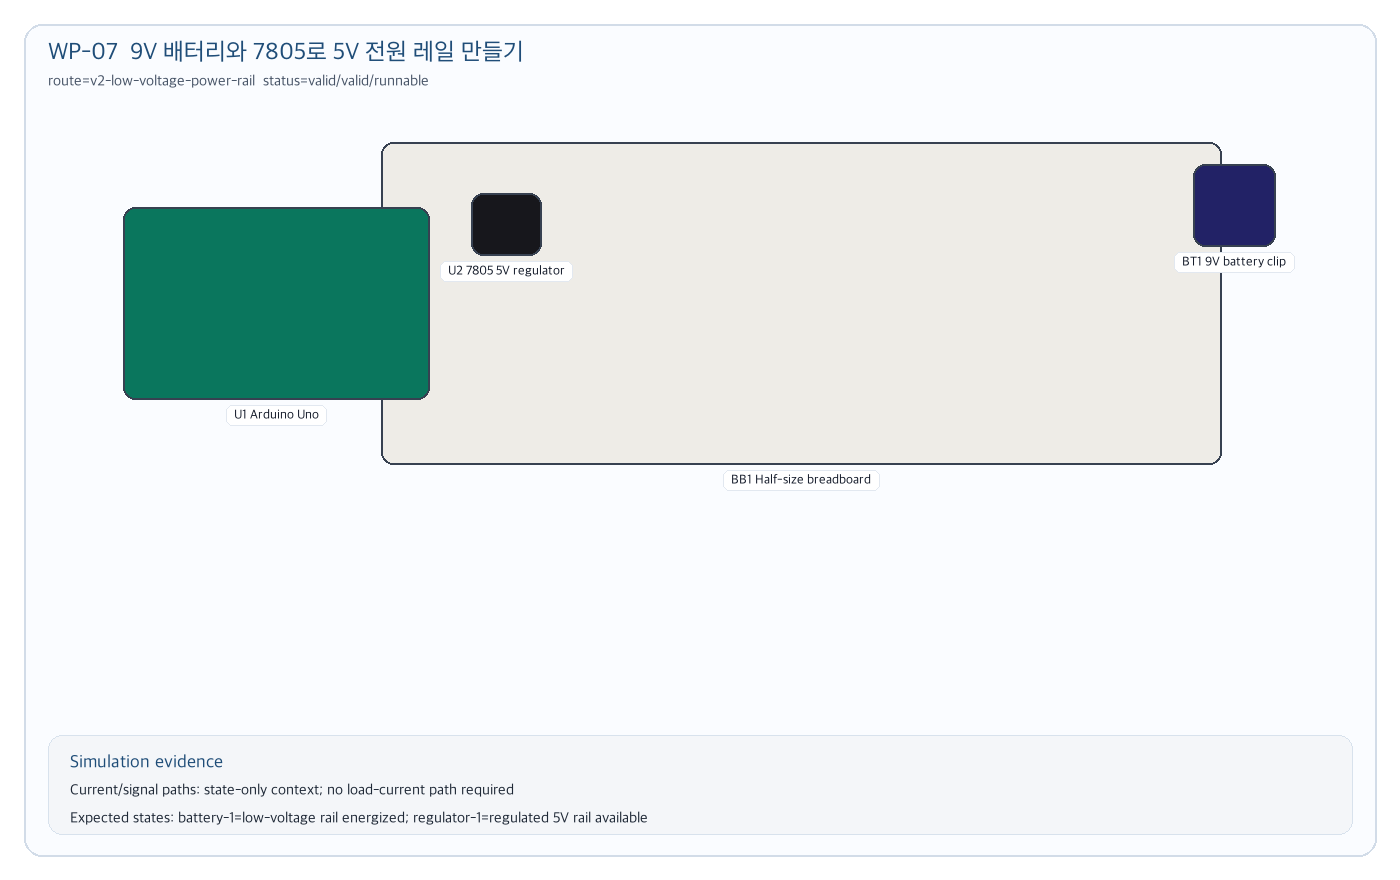 WP-07  9V 배터리와 7805로 5V 전원 레일 만들기
route=v2-low-voltage-power-rail  status=valid/valid/runnable
U2 7805 5V regulator
BT1 9V battery clip
U1 Arduino Uno
BB1 Half-size breadboard
Simulation evidence
Current/signal paths: state-only context; no load-current path required
Expected states: battery-1=low-voltage rail energized; regulator-1=regulated 5V rail available